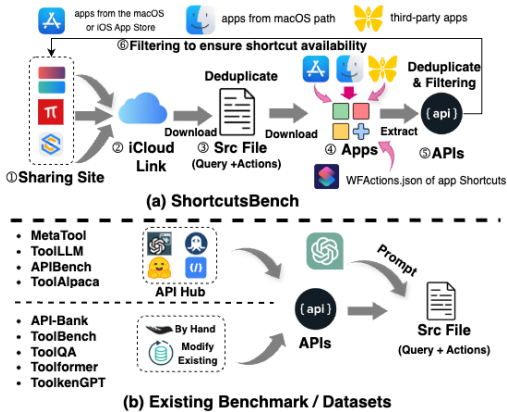 apps from the macOS
or iOS App Store
apps from macOS path
third-party apps
⑥Filtering to ensure shortcut availability
Deduplicate
Deduplicate
& Filtering
{api}
Download
Download
Extract
①Sharing Site
② iCloud
Link
③ Src File
(Query +Actions)
④ Apps
⑤APIs
WFActions.json of app Shortcuts
(a) ShortcutsBench
• MetaTool
• ToolLLM
• APIBench
• ToolAlpaca
API Hub
Prompt
{api}
APIs
Src File
(Query + Actions)
• API-Bank
• ToolBench
• ToolQA
• Toolformer
• ToolkenGPT
By Hand
Modify
Existing
(b) Existing Benchmark / Datasets